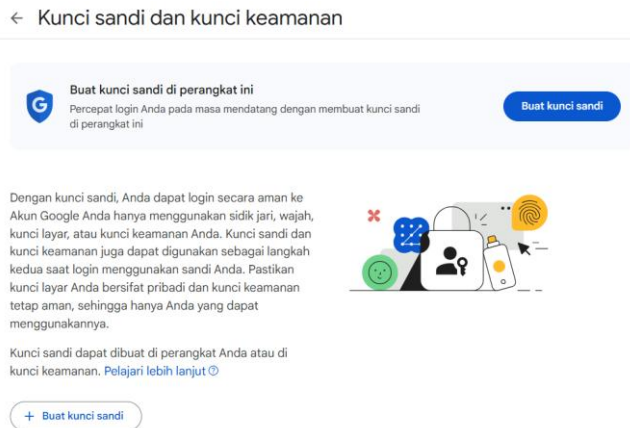 Kunci sandi dan kunci keamanan
Buat kunci sandi di perangkat ini
Percepat login Anda pada masa mendatang dengan membuat kunci sandi
di perangkat ini
Buat kunci sandi
Dengan kunci sandi, Anda dapat login secara aman ke
Akun Google Anda hanya menggunakan sidik jari, wajah,
kunci layar, atau kunci keamanan Anda. Kunci sandi dan
kunci keamanan juga dapat digunakan sebagai langkah
kedua saat login menggunakan sandi Anda. Pastikan
kunci layar Anda bersifat pribadi dan kunci keamanan
tetap aman, sehingga hanya Anda yang dapat
menggunakannya.
Kunci sandi dapat dibuat di perangkat Anda atau di
kunci keamanan. Pelajari lebih lanjut
+ Buat kunci sandi